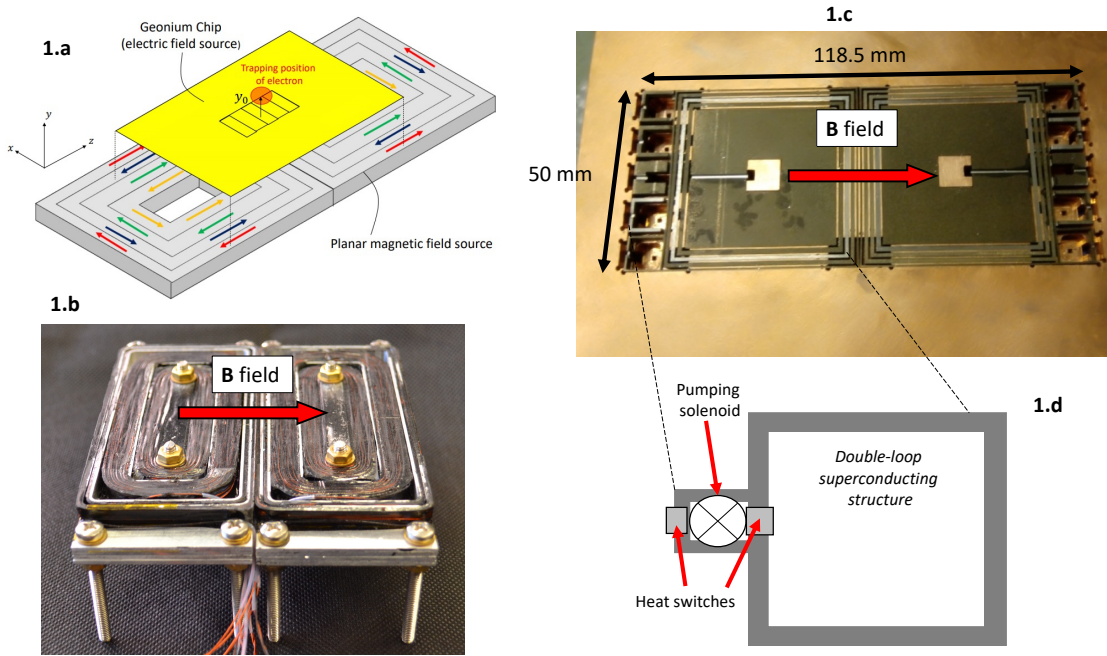 1.a
Geonium Chip
(electric field source)
Trapping position
of electron
y₀
y
x
z
Planar magnetic field source
1.b
B field
1.c
118.5 mm
B field
50 mm
1.d
Pumping
solenoid
Double-loop
superconducting
structure
Heat switches